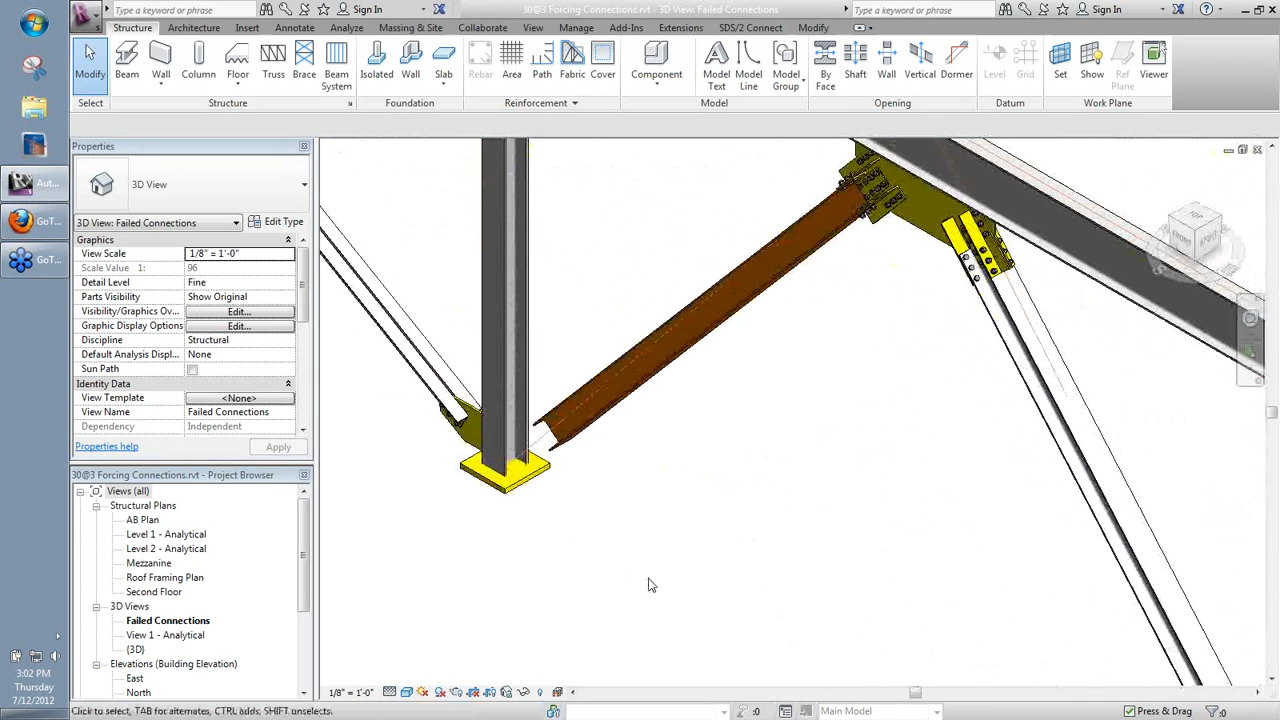 Type a keyword or phrase
Sign In
30@3 Forcing Connections.rvt - 3D View: Failed Connections
Type a keyword or phrase
Sign In
Structure Architecture Insert Annotate Analyze Massing & Site Collaborate View Manage Add-Ins Extensions SDS/2 Connect Modify
Modify Beam Wall Column Floor Truss Brace Beam System Isolated Wall Slab Rebar Area Path Fabric Cover Component Model Text Model Line Model Group By Face Shaft Wall Vertical Dormer Level Grid Set Show Ref Plane Viewer
Select Structure Foundation Reinforcement Model Opening Datum Work Plane
Properties
3D View
3D View: Failed Connections Edit Type
Graphics
View Scale 1/8" = 1'-0"
Scale Value 1: 96
Detail Level Fine
Parts Visibility Show Original
Visibility/Graphics Ov... Edit...
Graphic Display Options Edit...
Discipline Structural
Default Analysis Displ... None
Sun Path
Identity Data
View Template <None>
View Name Failed Connections
Dependency Independent
Properties help Apply
30@3 Forcing Connections.rvt - Project Browser
Views (all)
Structural Plans
AB Plan
Level 1 - Analytical
Level 2 - Analytical
Mezzanine
Roof Framing Plan
Second Floor
3D Views
Failed Connections
View 1 - Analytical
{3D}
Elevations (Building Elevation)
East
North
TOP
FRONT
RIGHT
Aut...
GoT...
GoT...
3:02 PM
Thursday
7/12/2012
1/8" = 1'-0"
Click to select, TAB for alternates, CTRL adds, SHIFT unselects.
:0
Main Model
Press & Drag
:0